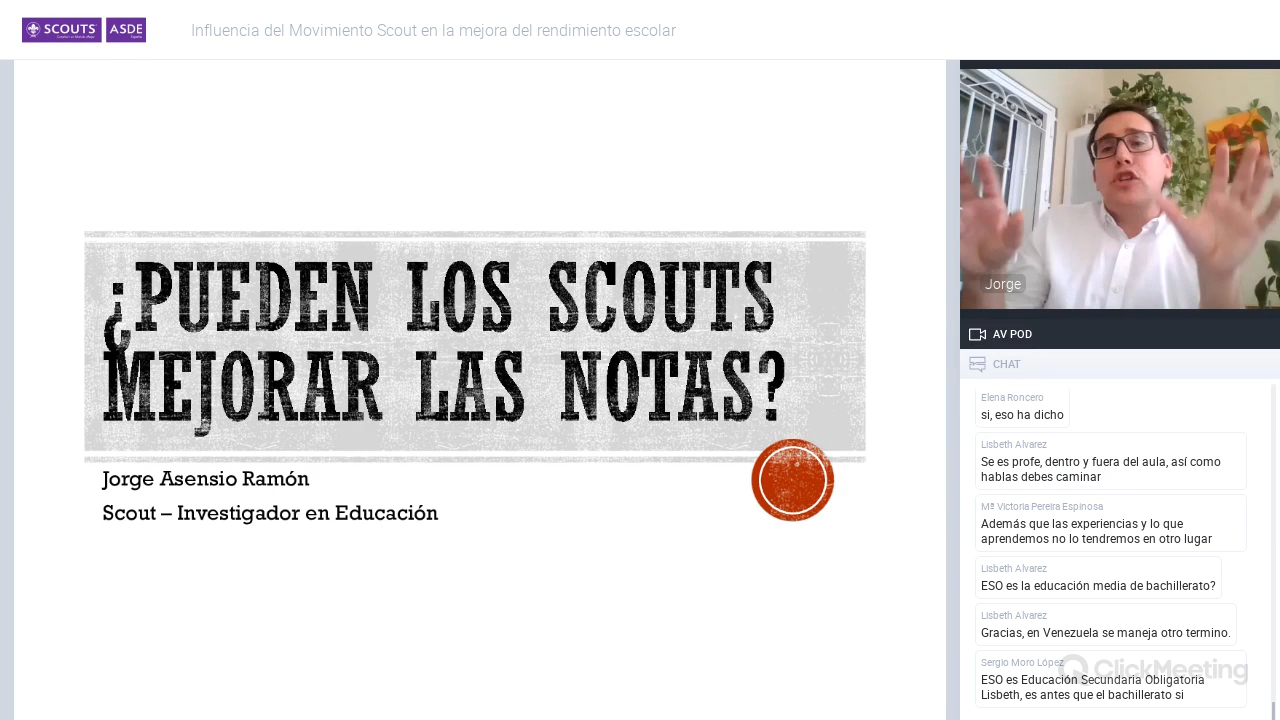 SCOUTS
ASDE
Influencia del Movimiento Scout en la mejora del rendimiento escolar
¿PUEDEN LOS SCOUTS
MEJORAR LAS NOTAS?
Jorge Asensio Ramón
Scout – Investigador en Educación
Jorge
AV POD
CHAT
Elena Roncero
si, eso ha dicho
Lisbeth Alvarez
Se es profe, dentro y fuera del aula, así como
hablas debes caminar
Mª Victoria Pereira Espinosa
Además que las experiencias y lo que
aprendemos no lo tendremos en otro lugar
Lisbeth Alvarez
ESO es la educación media de bachillerato?
Lisbeth Alvarez
Gracias, en Venezuela se maneja otro termino.
Sergio Moro López
ClickMeeting
ESO es Educación Secundaria Obligatoria
Lisbeth, es antes que el bachillerato si